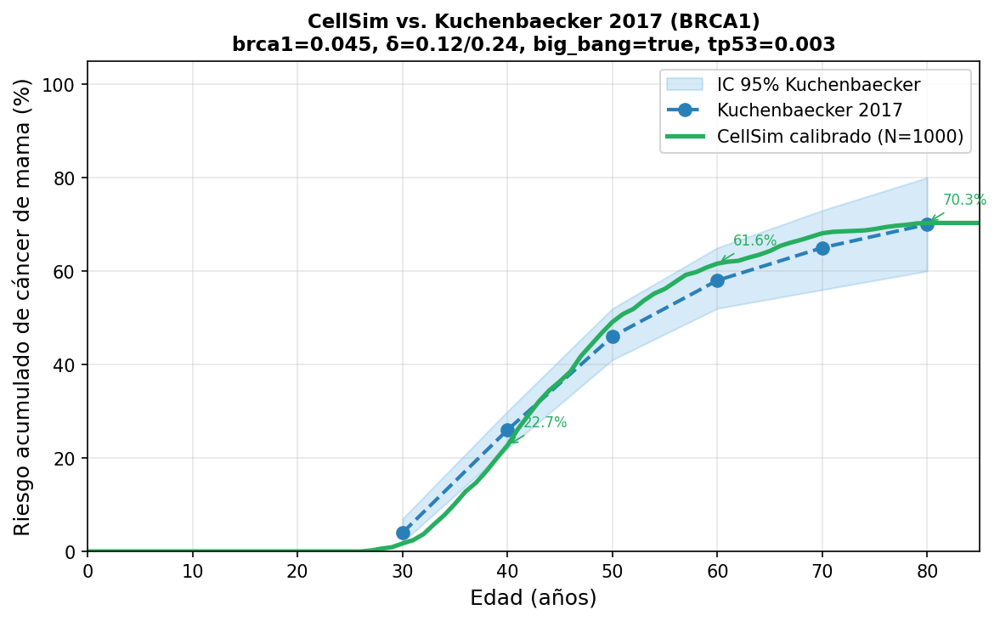 CellSim vs. Kuchenbaecker 2017 (BRCA1)
brca1=0.045, δ=0.12/0.24, big_bang=true, tp53=0.003
Riesgo acumulado de cáncer de mama (%)
100
80
60
40
20
0
IC 95% Kuchenbaecker
Kuchenbaecker 2017
CellSim calibrado (N=1000)
70.3%
61.6%
22.7%
0 10 20 30 40 50 60 70 80
Edad (años)